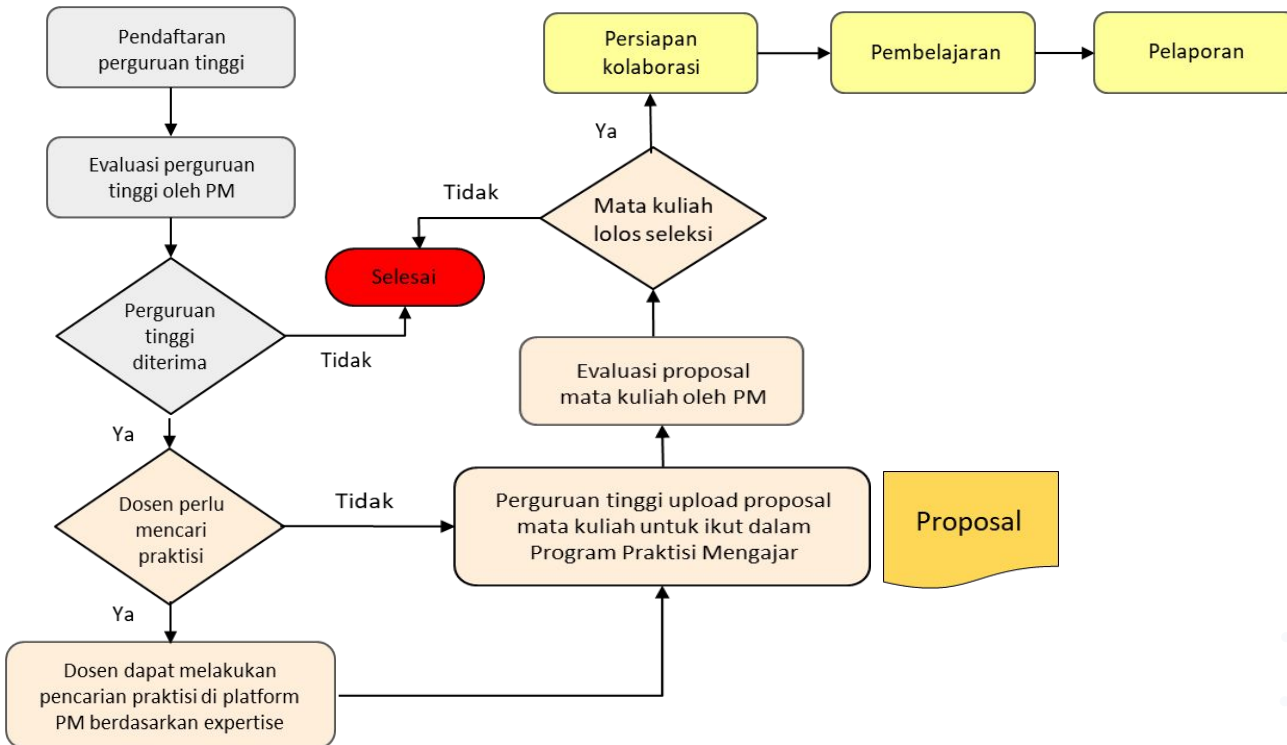 Pendaftaran
perguruan tinggi
Evaluasi perguruan
tinggi oleh PM
Perguruan
tinggi
diterima
Tidak
Ya
Dosen perlu
mencari
praktisi
Tidak
Ya
Dosen dapat melakukan
pencarian praktisi di platform
PM berdasarkan expertise
Perguruan tinggi upload proposal
mata kuliah untuk ikut dalam
Program Praktisi Mengajar
Proposal
Evaluasi proposal
mata kuliah oleh PM
Mata kuliah
lolos seleksi
Tidak
Selesai
Ya
Persiapan
kolaborasi
Pembelajaran
Pelaporan